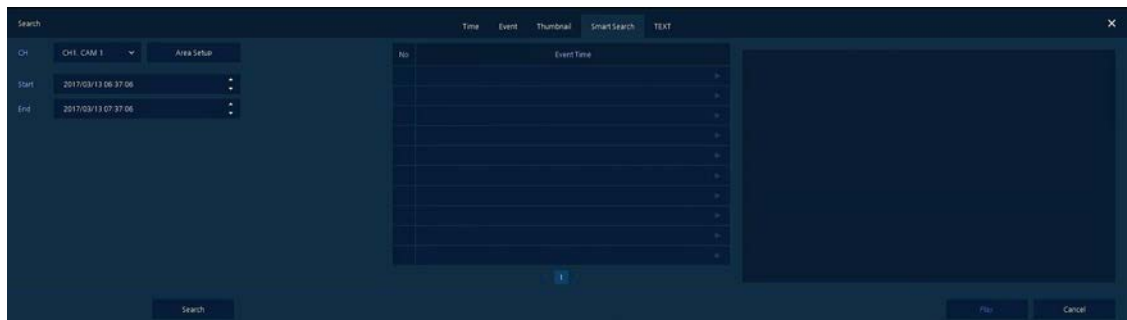 Search
Time Event Thumbnail Smart Search TEXT
CH CH1. CAM 1 Area Setup
Start 2017/03/13 06:37:06
End 2017/03/13 07:37:06
No Event Time
1
Search
Play Cancel